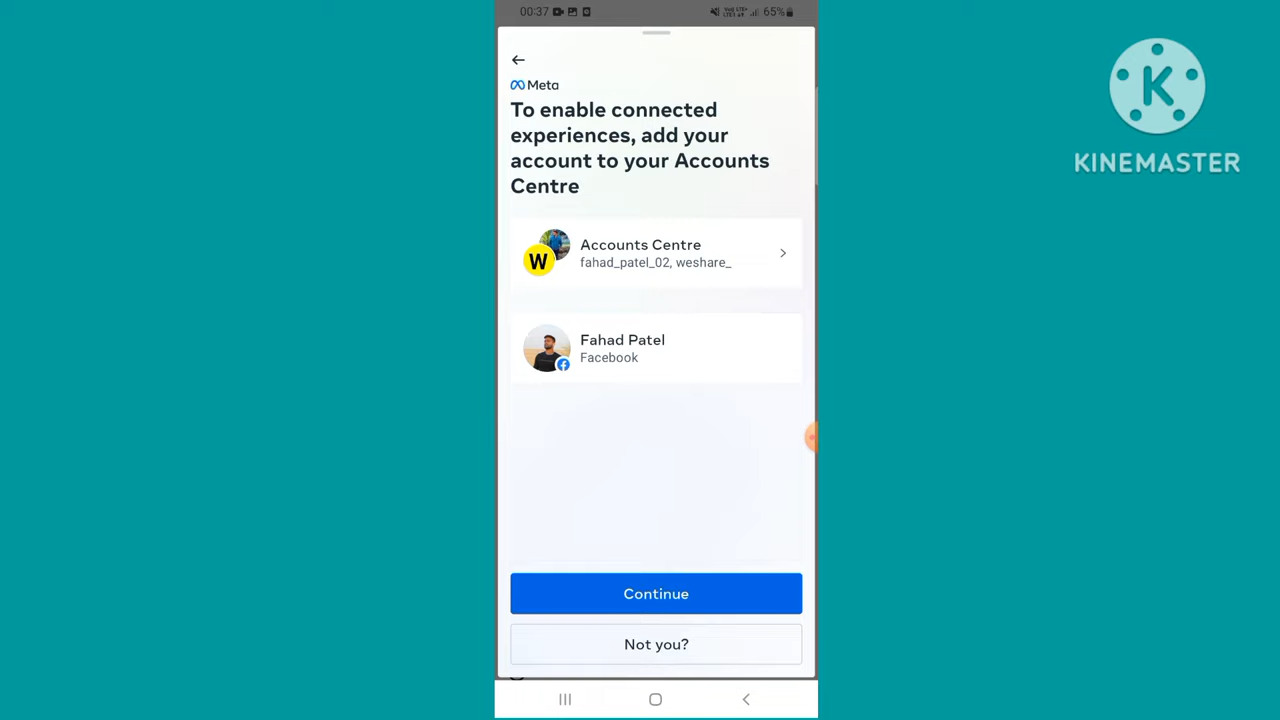 00:37
65%
Meta
To enable connected
experiences, add your
account to your Accounts
Centre
W
Accounts Centre
fahad_patel_02, weshare_
Fahad Patel
Facebook
Continue
Not you?
K
KINEMASTER